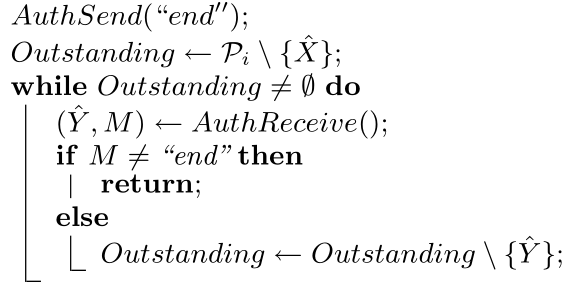 AuthSend(“end″);
Outstanding ← 𝒫ᵢ \ {X̂};
while Outstanding ≠ ∅ do
(Ŷ, M) ← AuthReceive();
if M ≠ “end” then
return;
else
Outstanding ← Outstanding \ {Ŷ};